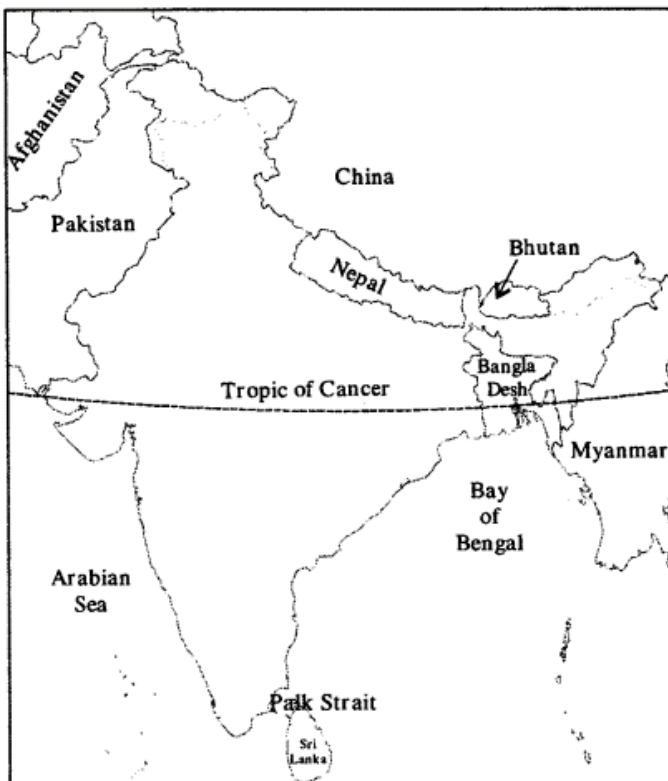 Afghanistan
China
Pakistan
Bhutan
Nepal
Bangla
Desh
Tropic of Cancer
Myanmar
Bay
of
Bengal
Arabian
Sea
Palk Strait
Sri
Lanka